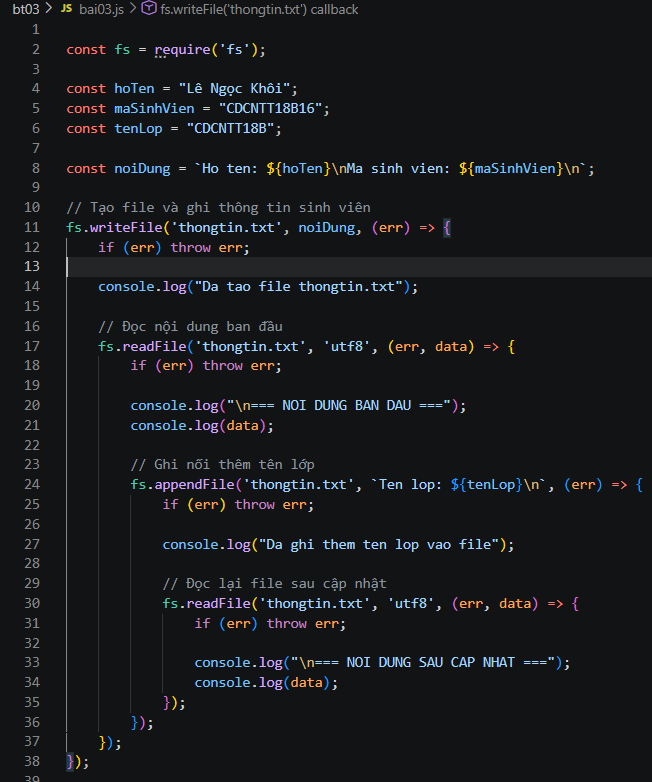 bt03 > JS bai03.js > fs.writeFile('thongtin.txt') callback
1
2 const fs = require('fs');
3
4 const hoTen = "Lê Ngọc Khôi";
5 const maSinhVien = "CDCNTT18B16";
6 const tenLop = "CDCNTT18B";
7
8 const noiDung = `Ho ten: ${hoTen}\nMa sinh vien: ${maSinhVien}\n`;
9
10 // Tạo file và ghi thông tin sinh viên
11 fs.writeFile('thongtin.txt', noiDung, (err) => {
12     if (err) throw err;
13
14     console.log("Da tao file thongtin.txt");
15
16     // Đọc nội dung ban đầu
17     fs.readFile('thongtin.txt', 'utf8', (err, data) => {
18         if (err) throw err;
19
20         console.log("\n=== NOI DUNG BAN DAU ===");
21         console.log(data);
22
23         // Ghi nối thêm tên lớp
24         fs.appendFile('thongtin.txt', `Ten lop: ${tenLop}\n`, (err) => {
25             if (err) throw err;
26
27             console.log("Da ghi them ten lop vao file");
28
29             // Đọc lại file sau cập nhật
30             fs.readFile('thongtin.txt', 'utf8', (err, data) => {
31                 if (err) throw err;
32
33                 console.log("\n=== NOI DUNG SAU CAP NHAT ===");
34                 console.log(data);
35             });
36         });
37     });
38 });
39